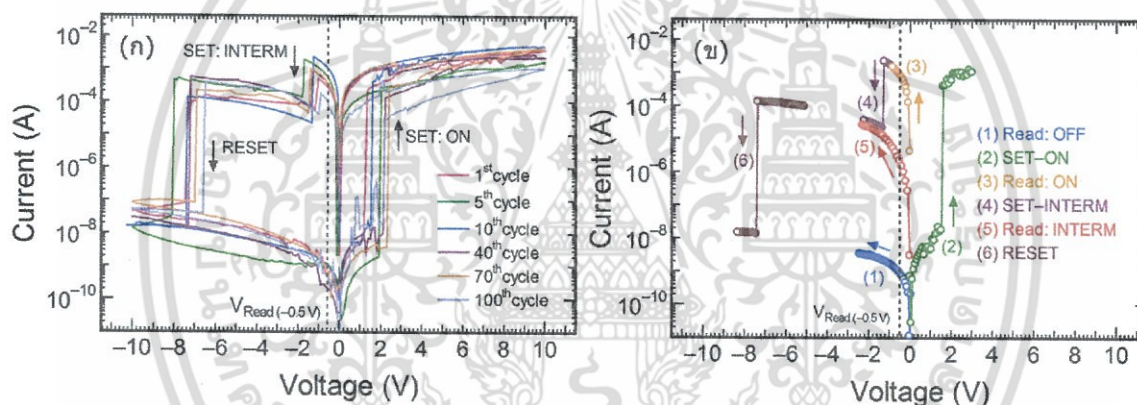 (ก)
SET: INTERM
RESET
SET: ON
1st cycle
5th cycle
10th cycle
40th cycle
70th cycle
100th cycle
VRead (–0.5 V)
Current (A)
10⁻²
10⁻⁴
10⁻⁶
10⁻⁸
10⁻¹⁰
–10 –8 –6 –4 –2 0 2 4 6 8 10
Voltage (V)
(ข)
(3)
(4)
(5)
(6)
(2)
(1)
(1) Read: OFF
(2) SET–ON
(3) Read: ON
(4) SET–INTERM
(5) Read: INTERM
(6) RESET
VRead (–0.5 V)
Current (A)
10⁻²
10⁻⁴
10⁻⁶
10⁻⁸
10⁻¹⁰
–10 –8 –6 –4 –2 0 2 4 6 8 10
Voltage (V)